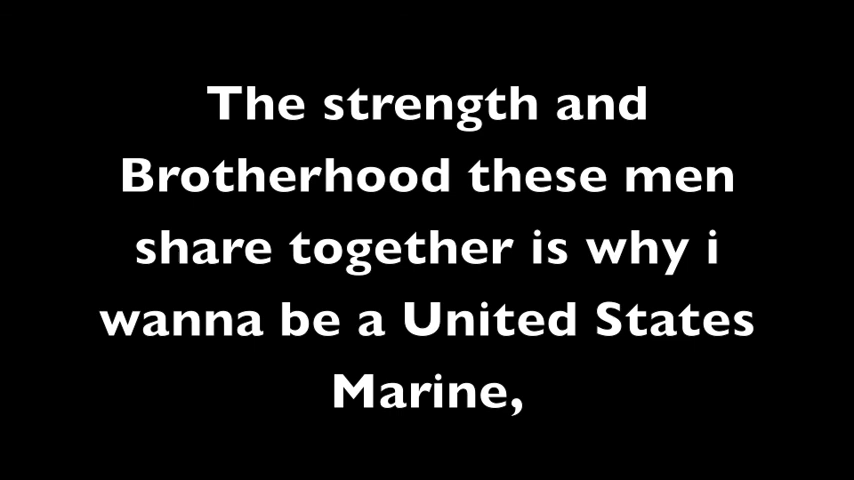 The strength and
Brotherhood these men
share together is why i
wanna be a United States
Marine,